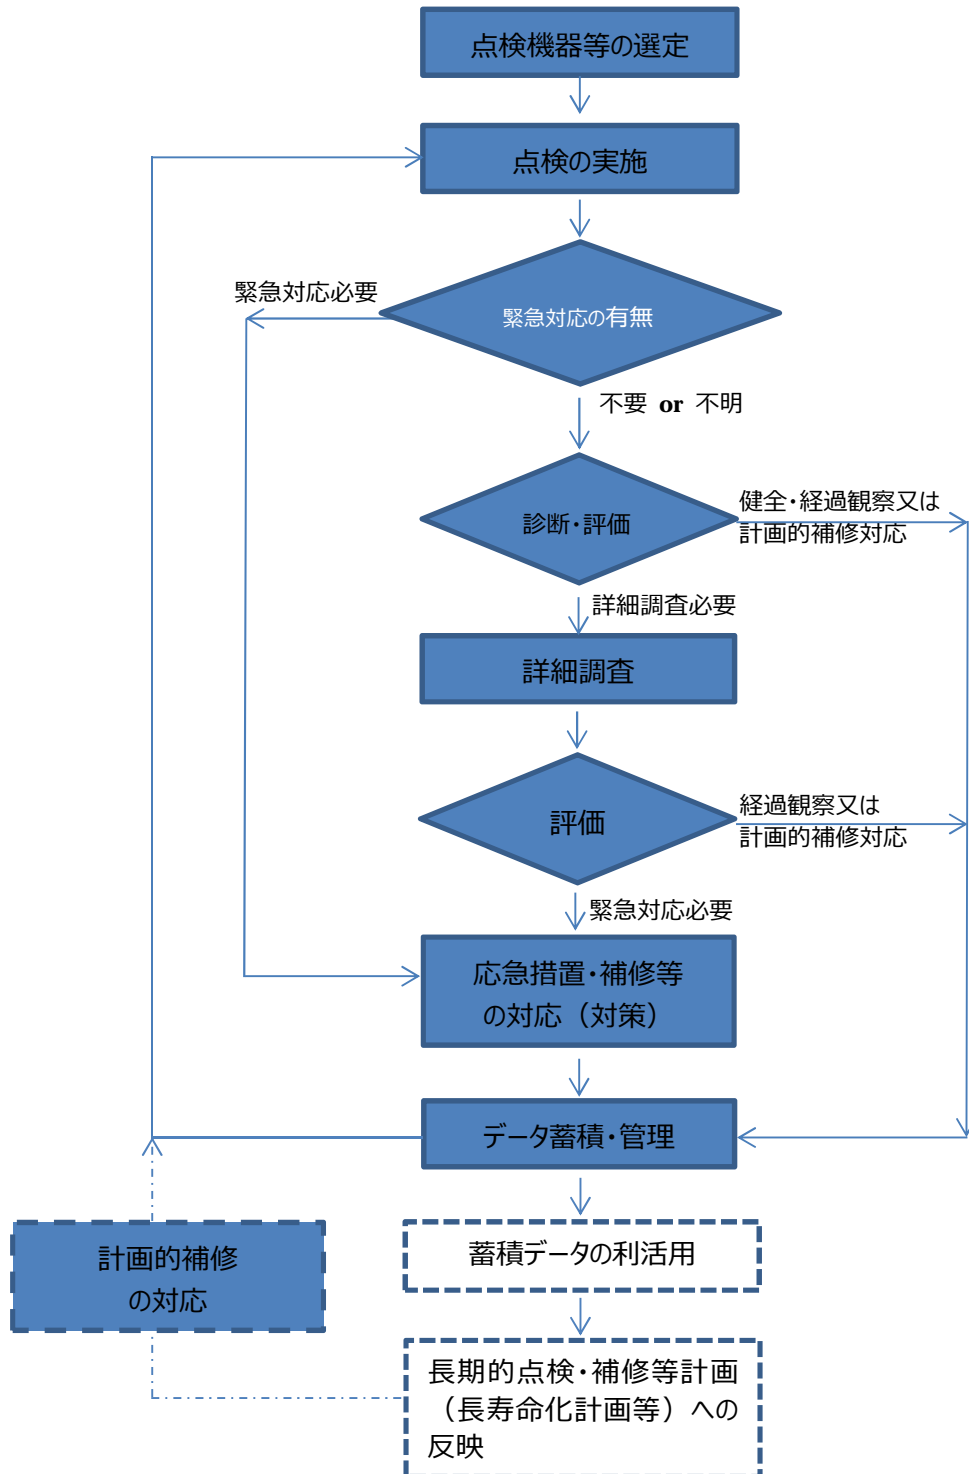 点検機器等の選定
点検の実施
緊急対応必要
緊急対応の有無
不要 or 不明
健全・経過観察又は
計画的補修対応
診断・評価
詳細調査必要
詳細調査
経過観察又は
計画的補修対応
評価
緊急対応必要
応急措置・補修等
の対応（対策）
データ蓄積・管理
計画的補修
の対応
蓄積データの利活用
長期的点検・補修等計画
（長寿命化計画等）への
反映